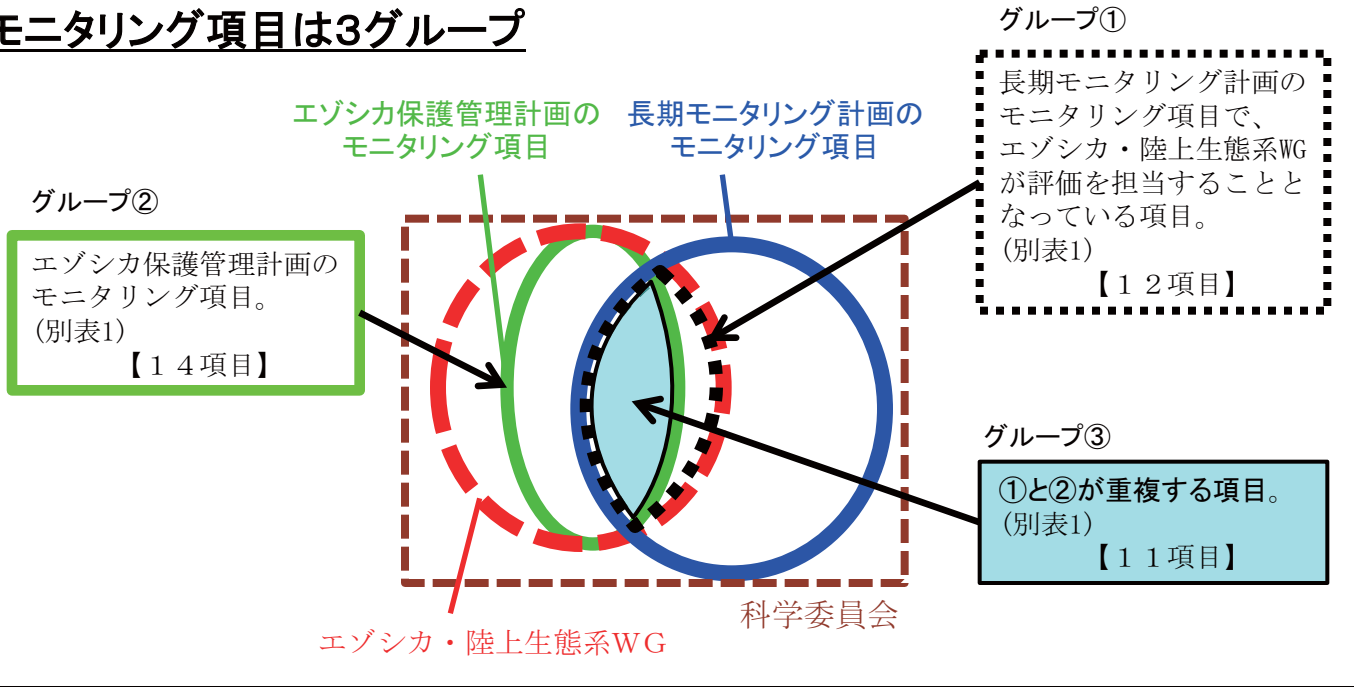 モニタリング項目は3グループ
グループ①
長期モニタリング計画の
モニタリング項目で、
エゾシカ・陸上生態系WG
が評価を担当することと
なっている項目。
(別表1)
【12項目】
エゾシカ保護管理計画の
モニタリング項目
長期モニタリング計画の
モニタリング項目
グループ②
エゾシカ保護管理計画の
モニタリング項目。
(別表1)
【14項目】
グループ③
①と②が重複する項目。
(別表1)
【11項目】
科学委員会
エゾシカ・陸上生態系WG